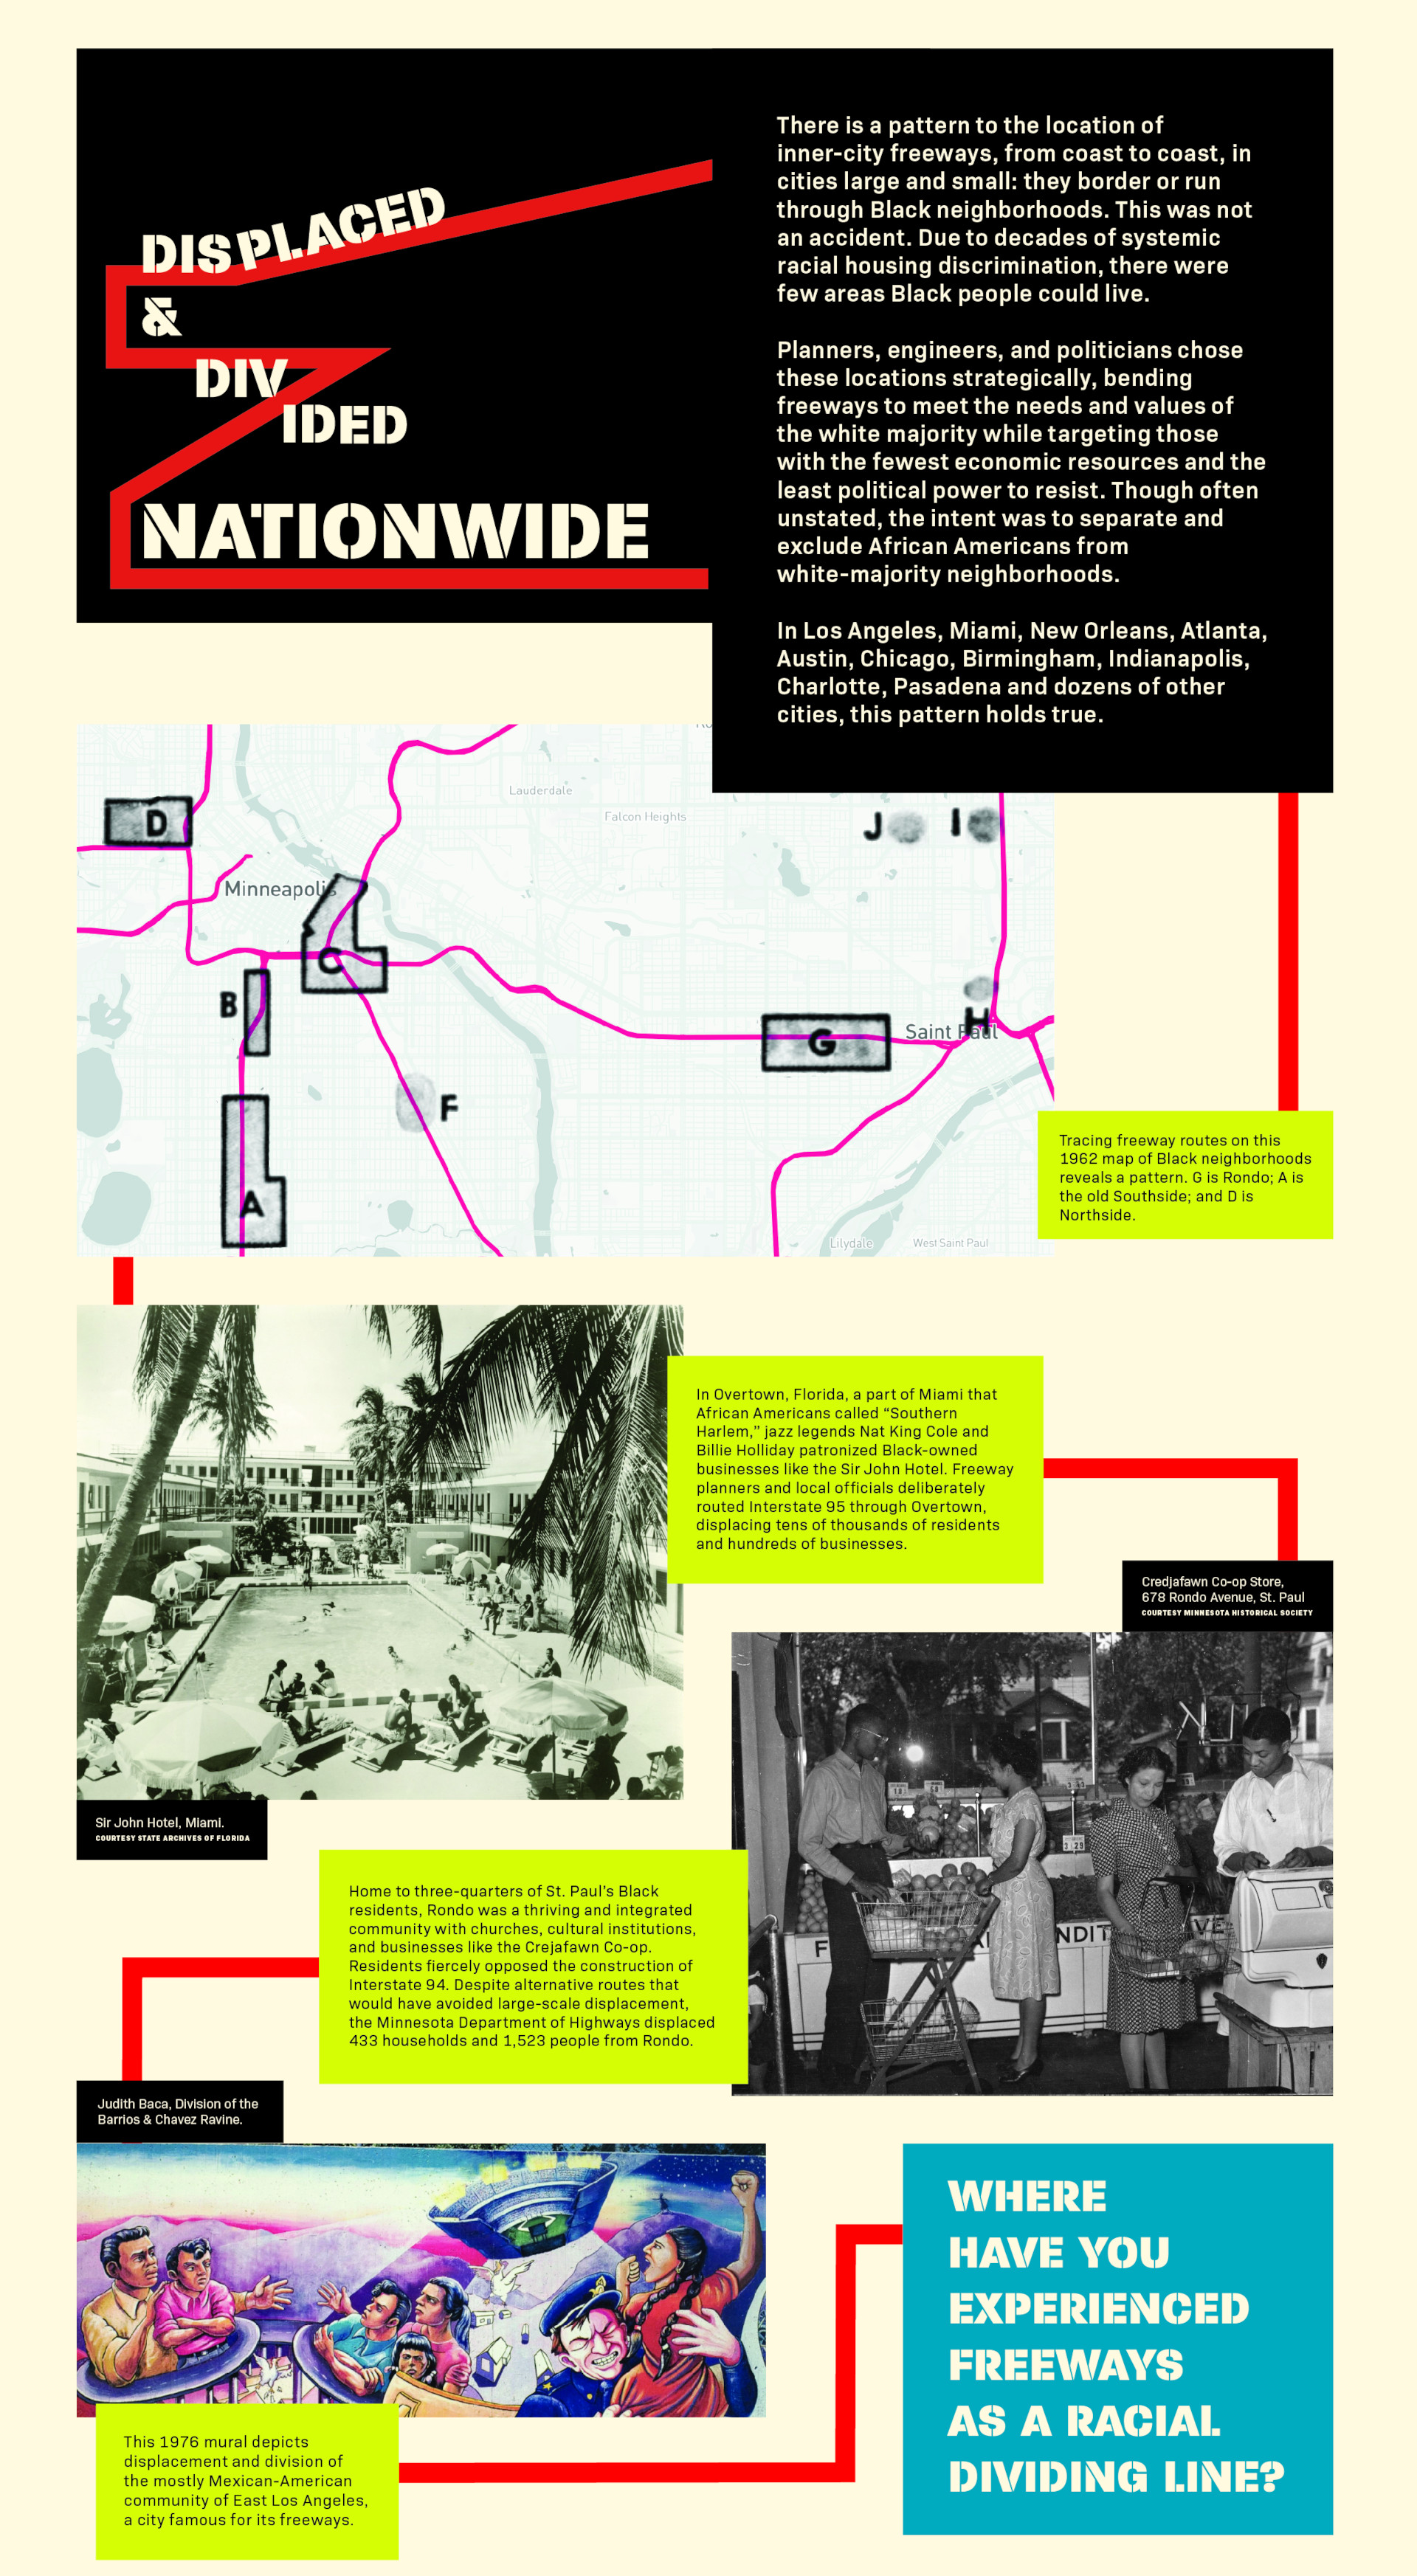 DISPLACED
&
DIV
IDED
NATIONWIDE
There is a pattern to the location of
inner-city freeways, from coast to coast, in
cities large and small: they border or run
through Black neighborhoods. This was not
an accident. Due to decades of systemic
racial housing discrimination, there were
few areas Black people could live.
Planners, engineers, and politicians chose
these locations strategically, bending
freeways to meet the needs and values of
the white majority while targeting those
with the fewest economic resources and the
least political power to resist. Though often
unstated, the intent was to separate and
exclude African Americans from
white-majority neighborhoods.
In Los Angeles, Miami, New Orleans, Atlanta,
Austin, Chicago, Birmingham, Indianapolis,
Charlotte, Pasadena and dozens of other
cities, this pattern holds true.
Lauderdale
Falcon Heights
D
J
I
Minneapolis
C
B
H
Saint Paul
G
F
A
Lilydale
West Saint Paul
Tracing freeway routes on this
1962 map of Black neighborhoods
reveals a pattern. G is Rondo; A is
the old Southside; and D is
Northside.
In Overtown, Florida, a part of Miami that
African Americans called “Southern
Harlem,” jazz legends Nat King Cole and
Billie Holliday patronized Black-owned
businesses like the Sir John Hotel. Freeway
planners and local officials deliberately
routed Interstate 95 through Overtown,
displacing tens of thousands of residents
and hundreds of businesses.
Credjafawn Co-op Store,
678 Rondo Avenue, St. Paul
COURTESY MINNESOTA HISTORICAL SOCIETY
Sir John Hotel, Miami.
COURTESY STATE ARCHIVES OF FLORIDA
Home to three-quarters of St. Paul’s Black
residents, Rondo was a thriving and integrated
community with churches, cultural institutions,
and businesses like the Crejafawn Co-op.
Residents fiercely opposed the construction of
Interstate 94. Despite alternative routes that
would have avoided large-scale displacement,
the Minnesota Department of Highways displaced
433 households and 1,523 people from Rondo.
Judith Baca, Division of the
Barrios & Chavez Ravine.
This 1976 mural depicts
displacement and division of
the mostly Mexican-American
community of East Los Angeles,
a city famous for its freeways.
WHERE
HAVE YOU
EXPERIENCED
FREEWAYS
AS A RACIAL
DIVIDING LINE?